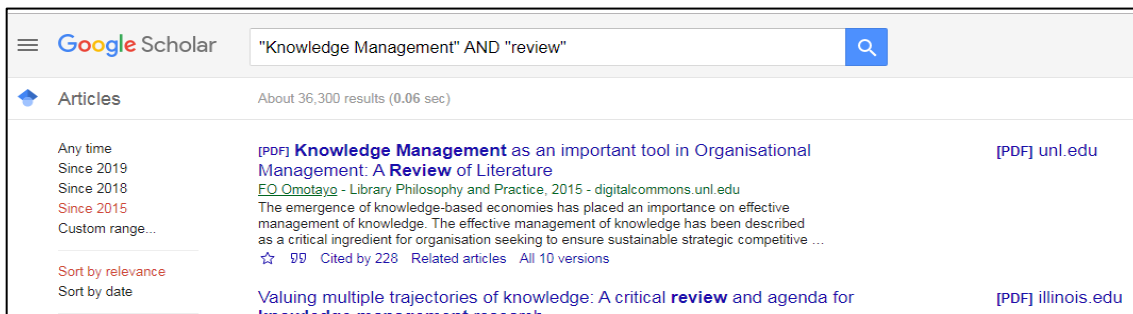 Google Scholar
"Knowledge Management" AND "review"
Articles
About 36,300 results (0.06 sec)
Any time
Since 2019
Since 2018
Since 2015
Custom range...
Sort by relevance
Sort by date
[PDF] Knowledge Management as an important tool in Organisational
Management: A Review of Literature
FO Omotayo - Library Philosophy and Practice, 2015 - digitalcommons.unl.edu
The emergence of knowledge-based economies has placed an importance on effective
management of knowledge. The effective management of knowledge has been described
as a critical ingredient for organisation seeking to ensure sustainable strategic competitive ...
Cited by 228 Related articles All 10 versions
[PDF] unl.edu
Valuing multiple trajectories of knowledge: A critical review and agenda for
knowledge management research
[PDF] illinois.edu